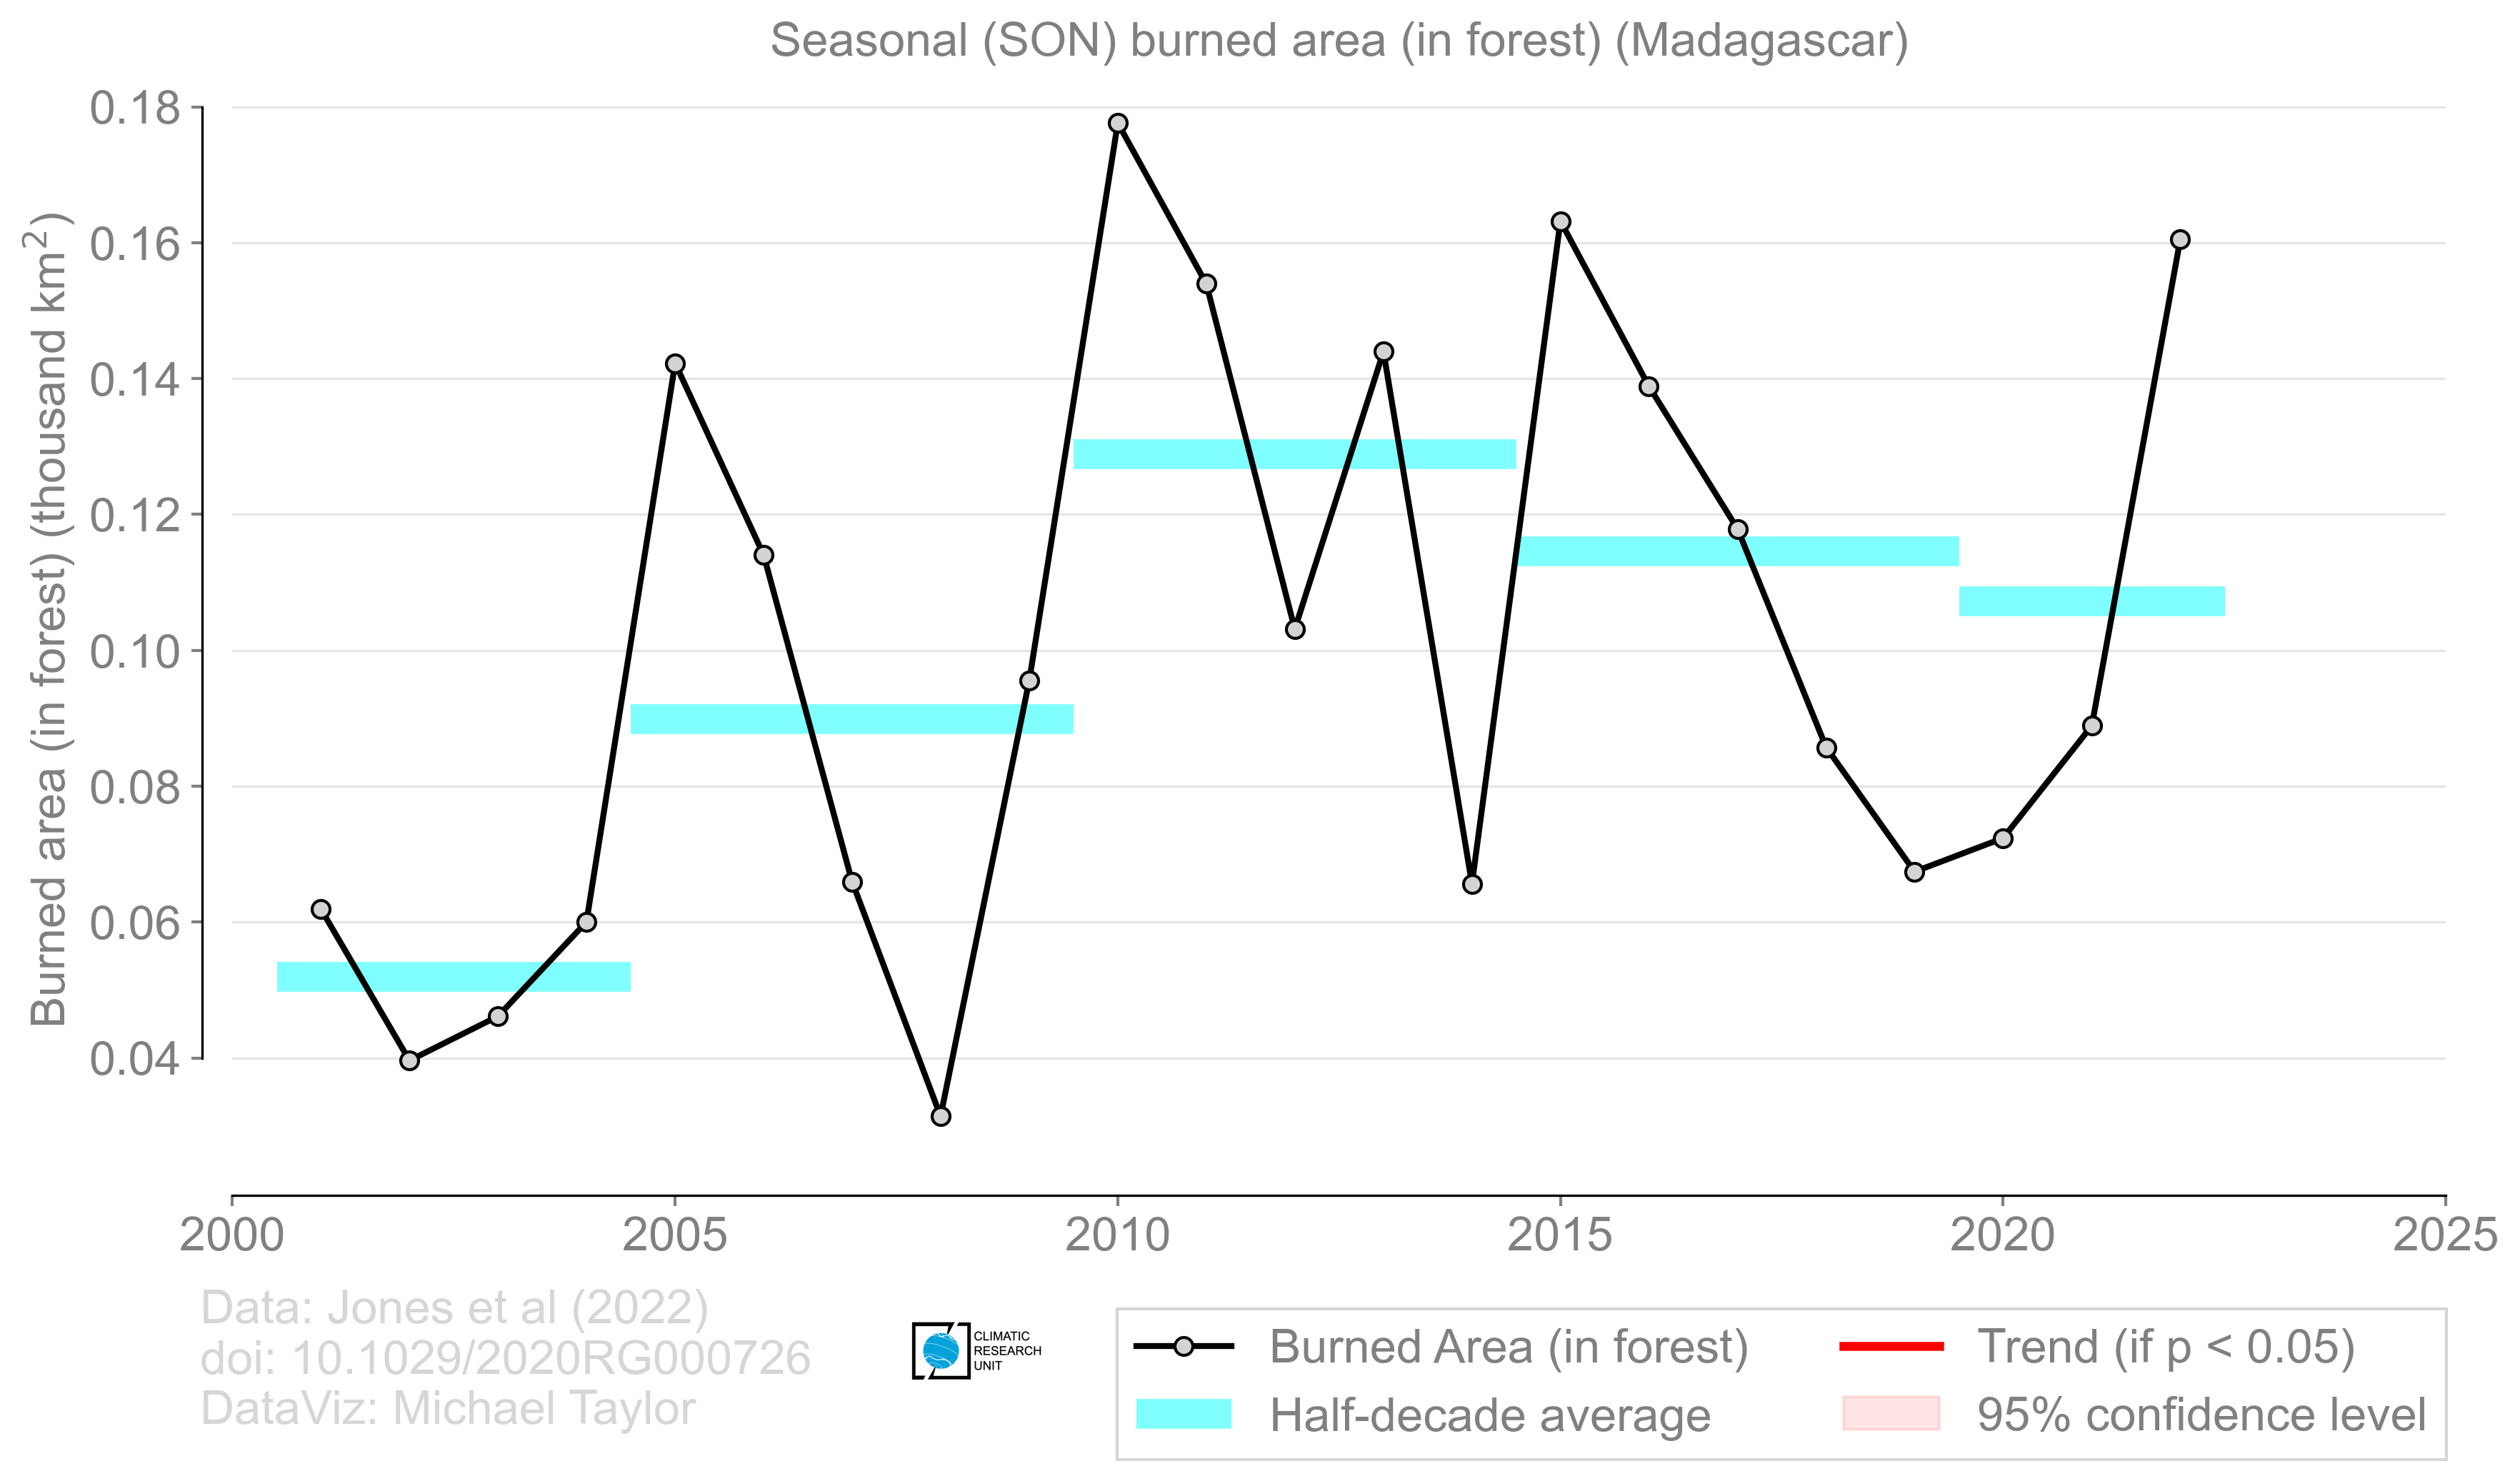 Seasonal (SON) burned area (in forest) (Madagascar)
Burned area (in forest) (thousand km²)
0.18
0.16
0.14
0.12
0.10
0.08
0.06
0.04
2000
2005
2010
2015
2020
2025
Data: Jones et al (2022)
doi: 10.1029/2020RG000726
DataViz: Michael Taylor
CLIMATIC
RESEARCH
UNIT
Burned Area (in forest)
Half-decade average
Trend (if p < 0.05)
95% confidence level